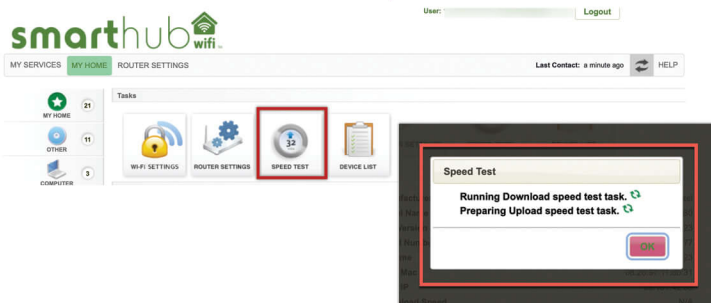 User:
Logout
smarthub
wifi
MY SERVICES MY HOME ROUTER SETTINGS
Last Contact: a minute ago HELP
Tasks
MY HOME
21
OTHER
11
COMPUTER
3
32
WI-FI SETTINGS ROUTER SETTINGS SPEED TEST DEVICE LIST
Speed Test
Running Download speed test task.
Preparing Upload speed test task.
OK